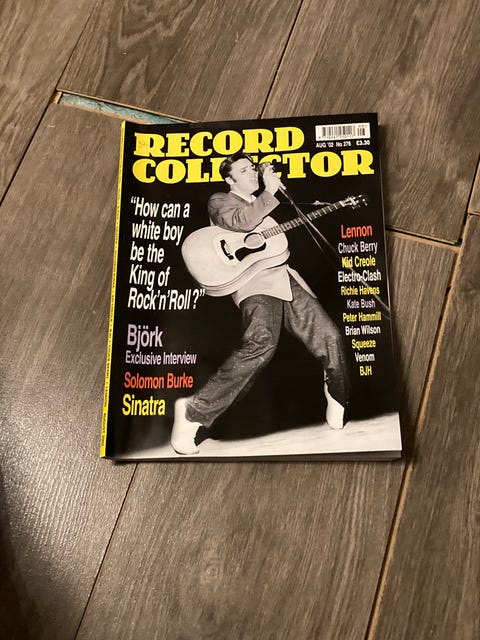 RECORD
COLLECTOR
AUG '02 No 276 £3.30
"How can a
white boy
be the
King of
Rock'n'Roll?"
Björk
Exclusive Interview
Solomon Burke
Sinatra
Lennon
Chuck Berry
Kid Creole
Electro-Clash
Richie Havens
Kate Bush
Peter Hammill
Brian Wilson
Squeeze
Venom
BJH